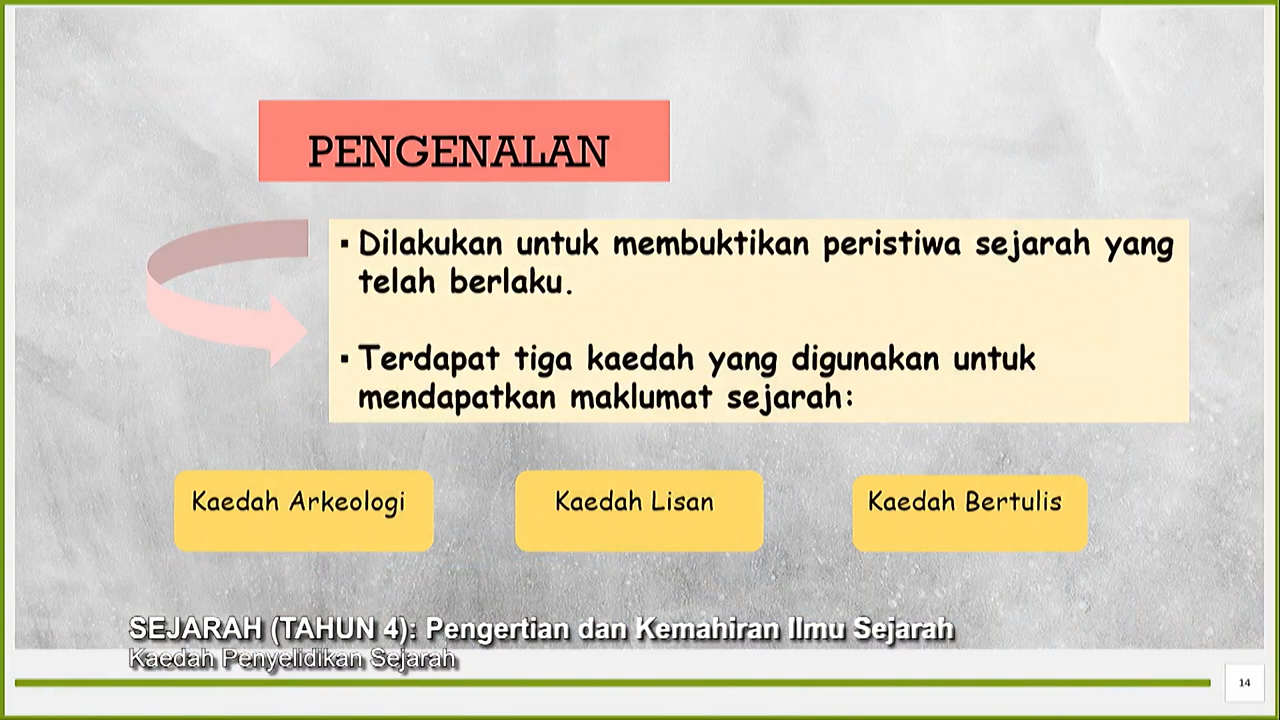 PENGENALAN
▪ Dilakukan untuk membuktikan peristiwa sejarah yang
telah berlaku.
▪ Terdapat tiga kaedah yang digunakan untuk
mendapatkan maklumat sejarah:
Kaedah Arkeologi
Kaedah Lisan
Kaedah Bertulis
SEJARAH (TAHUN 4): Pengertian dan Kemahiran Ilmu Sejarah
Kaedah Penyelidikan Sejarah
14